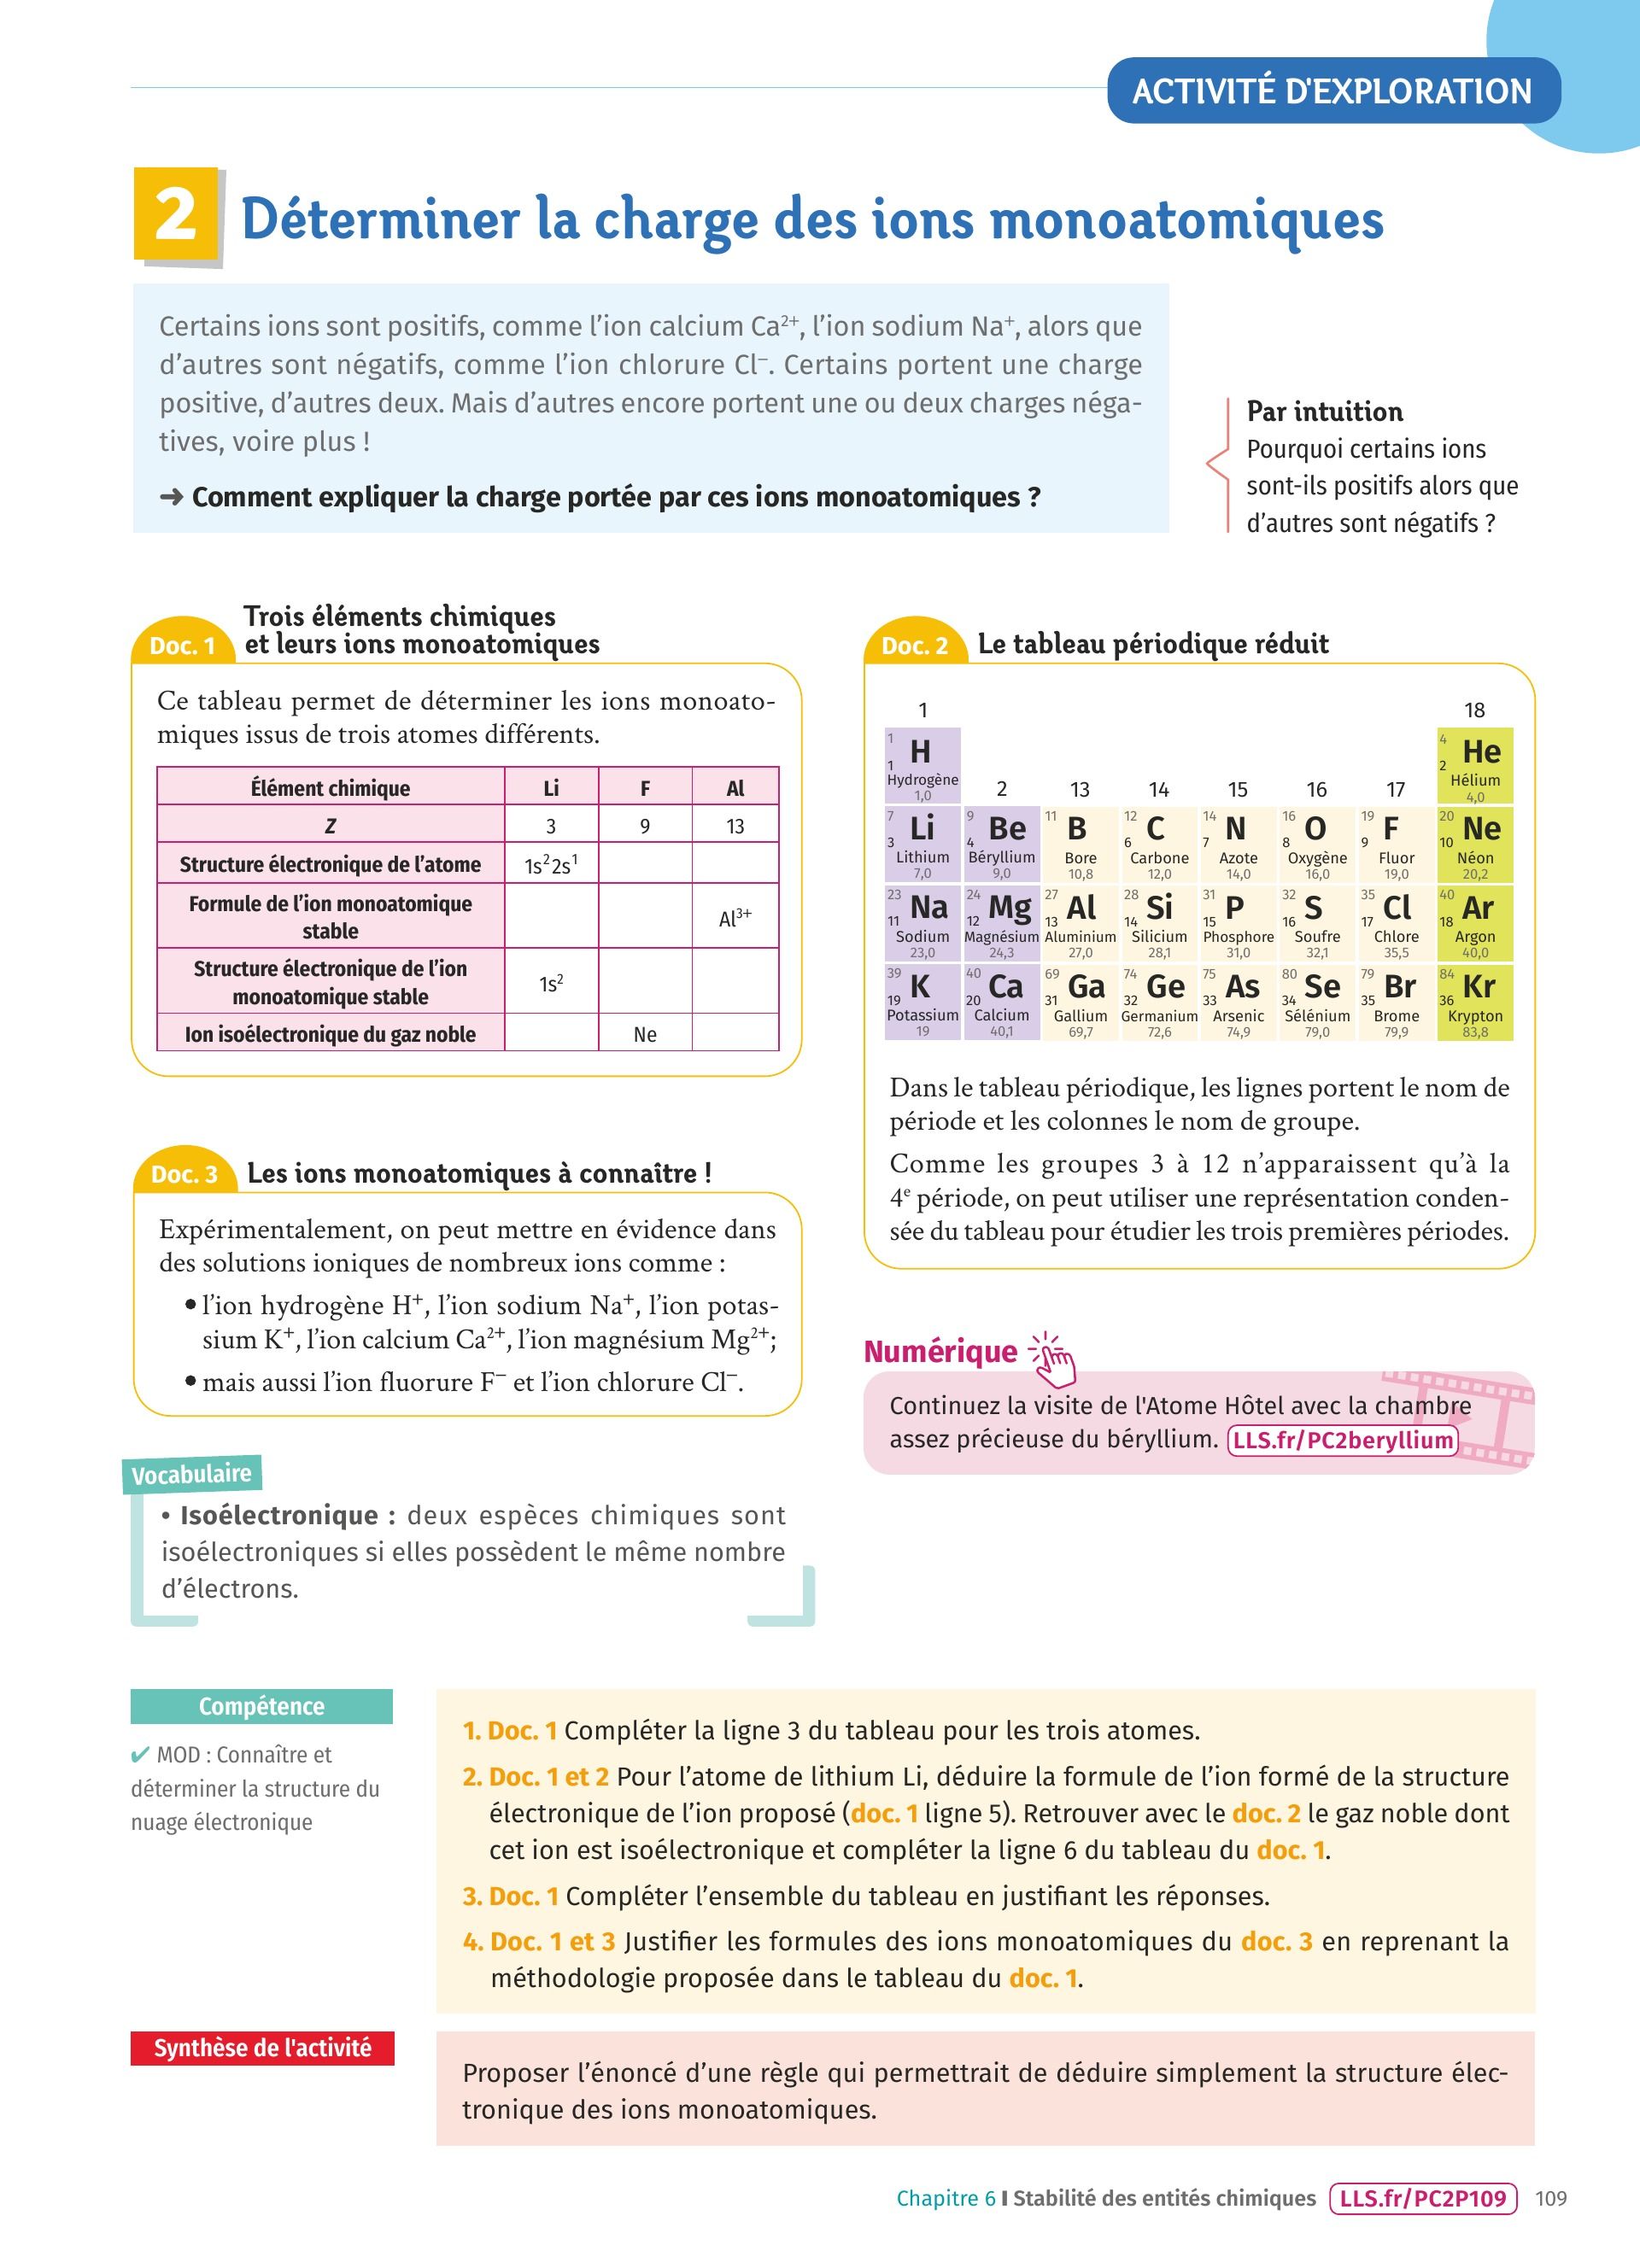 ACTIVITÉ D'EXPLORATION
2 Déterminer la charge des ions monoatomiques
Certains ions sont positifs, comme l’ion calcium Ca²⁺, l’ion sodium Na⁺, alors que
d’autres sont négatifs, comme l’ion chlorure Cl⁻. Certains portent une charge
positive, d’autres deux. Mais d’autres encore portent une ou deux charges néga-
tives, voire plus !
➜ Comment expliquer la charge portée par ces ions monoatomiques ?
Par intuition
Pourquoi certains ions
sont-ils positifs alors que
d’autres sont négatifs ?
Doc. 1 Trois éléments chimiques
et leurs ions monoatomiques
Ce tableau permet de déterminer les ions monoato-
miques issus de trois atomes différents.
Élément chimique Li F Al
Z 3 9 13
Structure électronique de l’atome 1s²2s¹
Formule de l’ion monoatomique
stable Al³⁺
Structure électronique de l’ion
monoatomique stable 1s²
Ion isoélectronique du gaz noble Ne
Doc. 2 Le tableau périodique réduit
1 18
1 H 1 Hydrogène 1,0
4 He 2 Hélium 4,0
2 13 14 15 16 17
7 Li 3 Lithium 7,0
9 Be 4 Béryllium 9,0
11 B Bore 10,8
12 C 6 Carbone 12,0
14 N 7 Azote 14,0
16 O 8 Oxygène 16,0
19 F 9 Fluor 19,0
20 Ne 10 Néon 20,2
23 Na 11 Sodium 23,0
24 Mg 12 Magnésium 24,3
27 Al 13 Aluminium 27,0
28 Si 14 Silicium 28,1
31 P 15 Phosphore 31,0
32 S 16 Soufre 32,1
35 Cl 17 Chlore 35,5
40 Ar 18 Argon 40,0
39 K 19 Potassium 19
40 Ca 20 Calcium 40,1
69 Ga 31 Gallium 69,7
74 Ge 32 Germanium 72,6
75 As 33 Arsenic 74,9
80 Se 34 Sélénium 79,0
79 Br 35 Brome 79,9
84 Kr 36 Krypton 83,8
Dans le tableau périodique, les lignes portent le nom de
période et les colonnes le nom de groupe.
Comme les groupes 3 à 12 n’apparaissent qu’à la
4ᵉ période, on peut utiliser une représentation conden-
sée du tableau pour étudier les trois premières périodes.
Doc. 3 Les ions monoatomiques à connaître !
Expérimentalement, on peut mettre en évidence dans
des solutions ioniques de nombreux ions comme :
• l’ion hydrogène H⁺, l’ion sodium Na⁺, l’ion potas-
sium K⁺, l’ion calcium Ca²⁺, l’ion magnésium Mg²⁺;
• mais aussi l’ion fluorure F⁻ et l’ion chlorure Cl⁻.
Numérique
Continuez la visite de l'Atome Hôtel avec la chambre
assez précieuse du béryllium. LLS.fr/PC2beryllium
Vocabulaire
• Isoélectronique : deux espèces chimiques sont
isoélectroniques si elles possèdent le même nombre
d’électrons.
Compétence
✔ MOD : Connaître et
déterminer la structure du
nuage électronique
1. Doc. 1 Compléter la ligne 3 du tableau pour les trois atomes.
2. Doc. 1 et 2 Pour l’atome de lithium Li, déduire la formule de l’ion formé de la structure
électronique de l’ion proposé (doc. 1 ligne 5). Retrouver avec le doc. 2 le gaz noble dont
cet ion est isoélectronique et compléter la ligne 6 du tableau du doc. 1.
3. Doc. 1 Compléter l’ensemble du tableau en justifiant les réponses.
4. Doc. 1 et 3 Justifier les formules des ions monoatomiques du doc. 3 en reprenant la
méthodologie proposée dans le tableau du doc. 1.
Synthèse de l'activité
Proposer l’énoncé d’une règle qui permettrait de déduire simplement la structure élec-
tronique des ions monoatomiques.
Chapitre 6 I Stabilité des entités chimiques LLS.fr/PC2P109 109